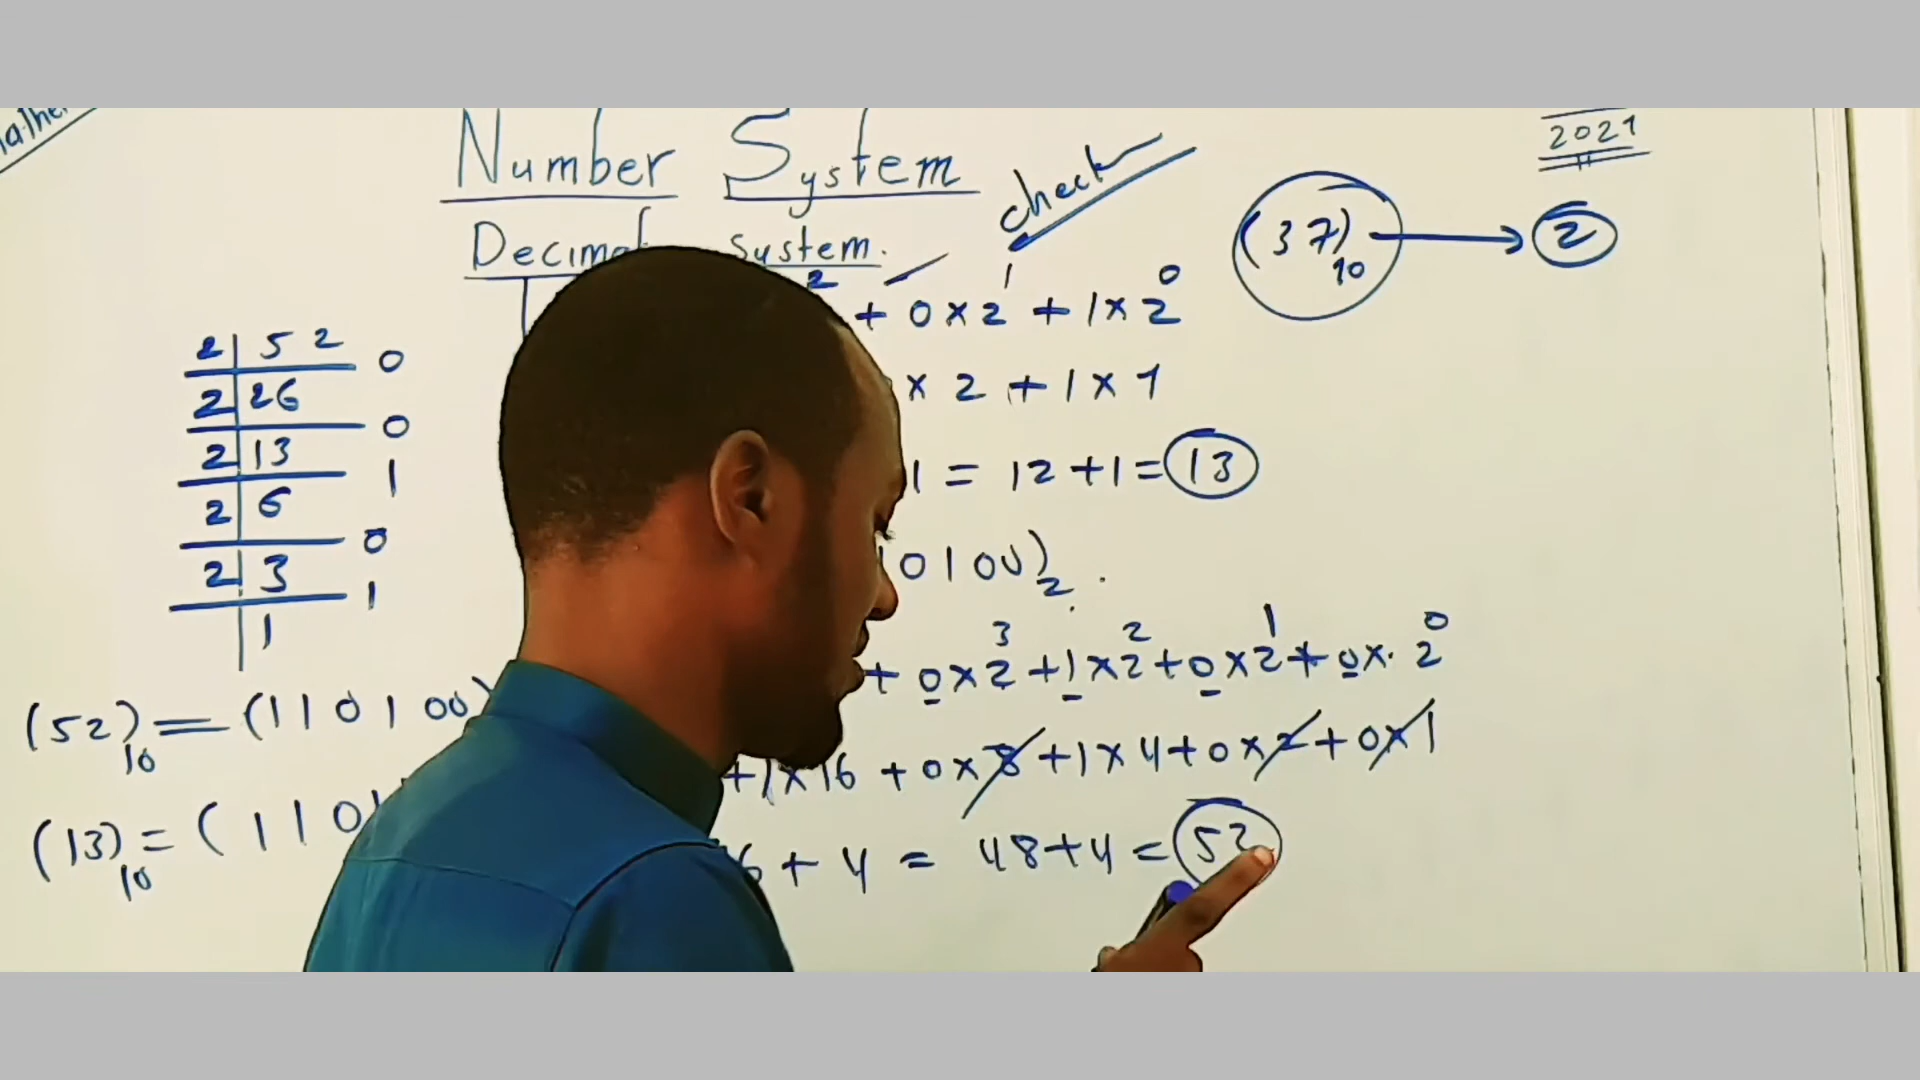 Number System
2021
check
system.
(37)₁₀ → 2
2 | 52 0
2 | 26 0
2 | 13 1
2 | 6 0
2 | 3 1
1
(52)₁₀ = (110100)
(13)₁₀ = (110
² + 0×2¹ + 1×2⁰
× 2 + 1×1
1 = 12 + 1 = 13
0100)₂
+ 0×2³ + 1×2² + 0×2¹ + 0×2⁰
+ 1×16 + 0×8 + 1×4 + 0×2 + 0×1
6 + 4 = 48 + 4 = 52